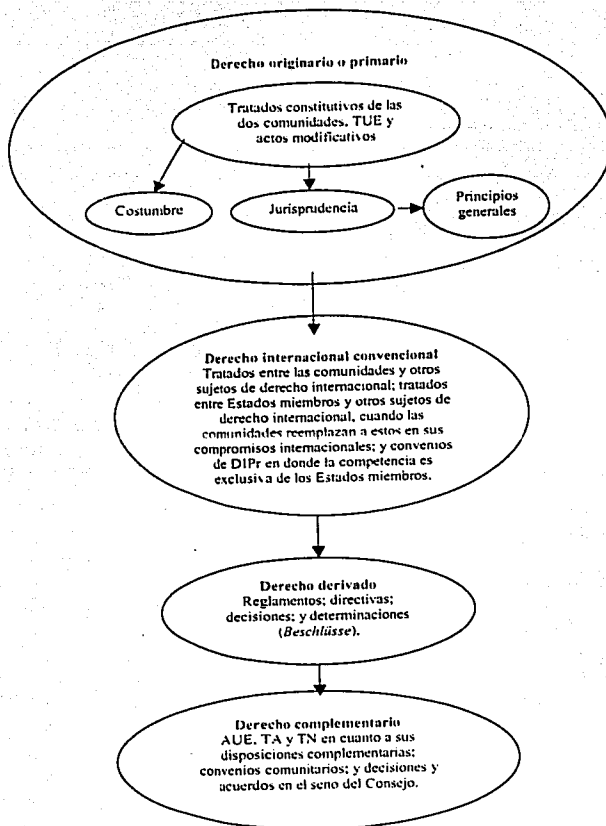 Derecho originario o primario
Tratados constitutivos de las
dos comunidades, TUE y
actos modificativos
Costumbre
Jurisprudencia
Principios
generales
Derecho internacional convencional
Tratados entre las comunidades y otros
sujetos de derecho internacional; tratados
entre Estados miembros y otros sujetos de
derecho internacional, cuando las
comunidades reemplazan a estos en sus
compromisos internacionales; y convenios
de DIPr en donde la competencia es
exclusiva de los Estados miembros.
Derecho derivado
Reglamentos; directivas;
decisiones; y determinaciones
(Beschlüsse).
Derecho complementario
AUE, TA y TN en cuanto a sus
disposiciones complementarias;
convenios comunitarios; y decisiones y
acuerdos en el seno del Consejo.